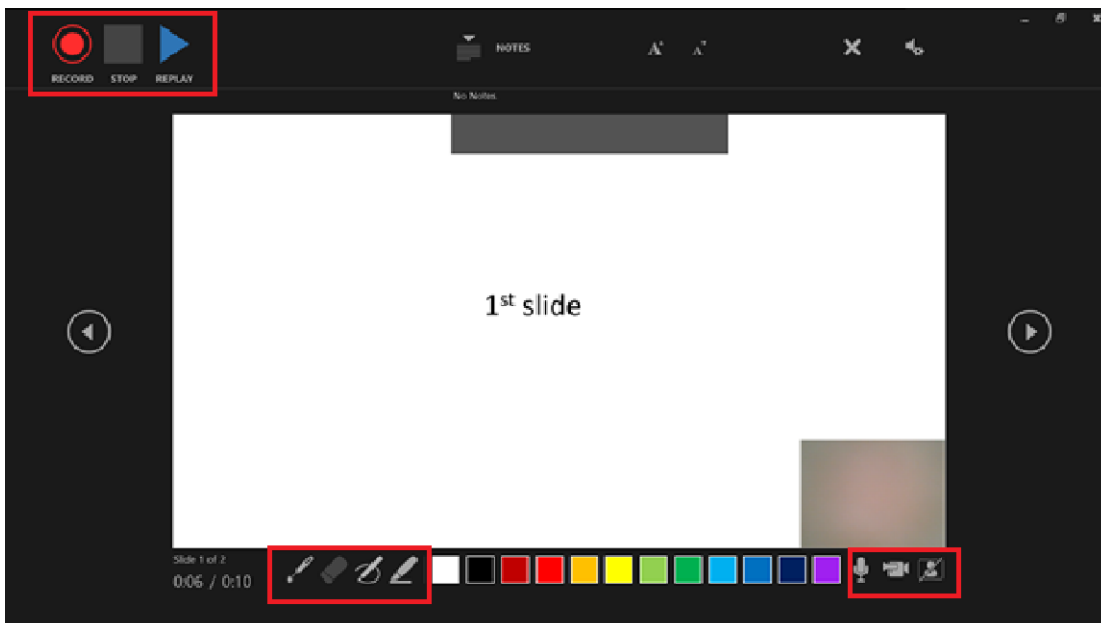 RECORD STOP REPLAY
NOTES
A A
No Notes
1st slide
Slide 1 of 2
0:06 / 0:10